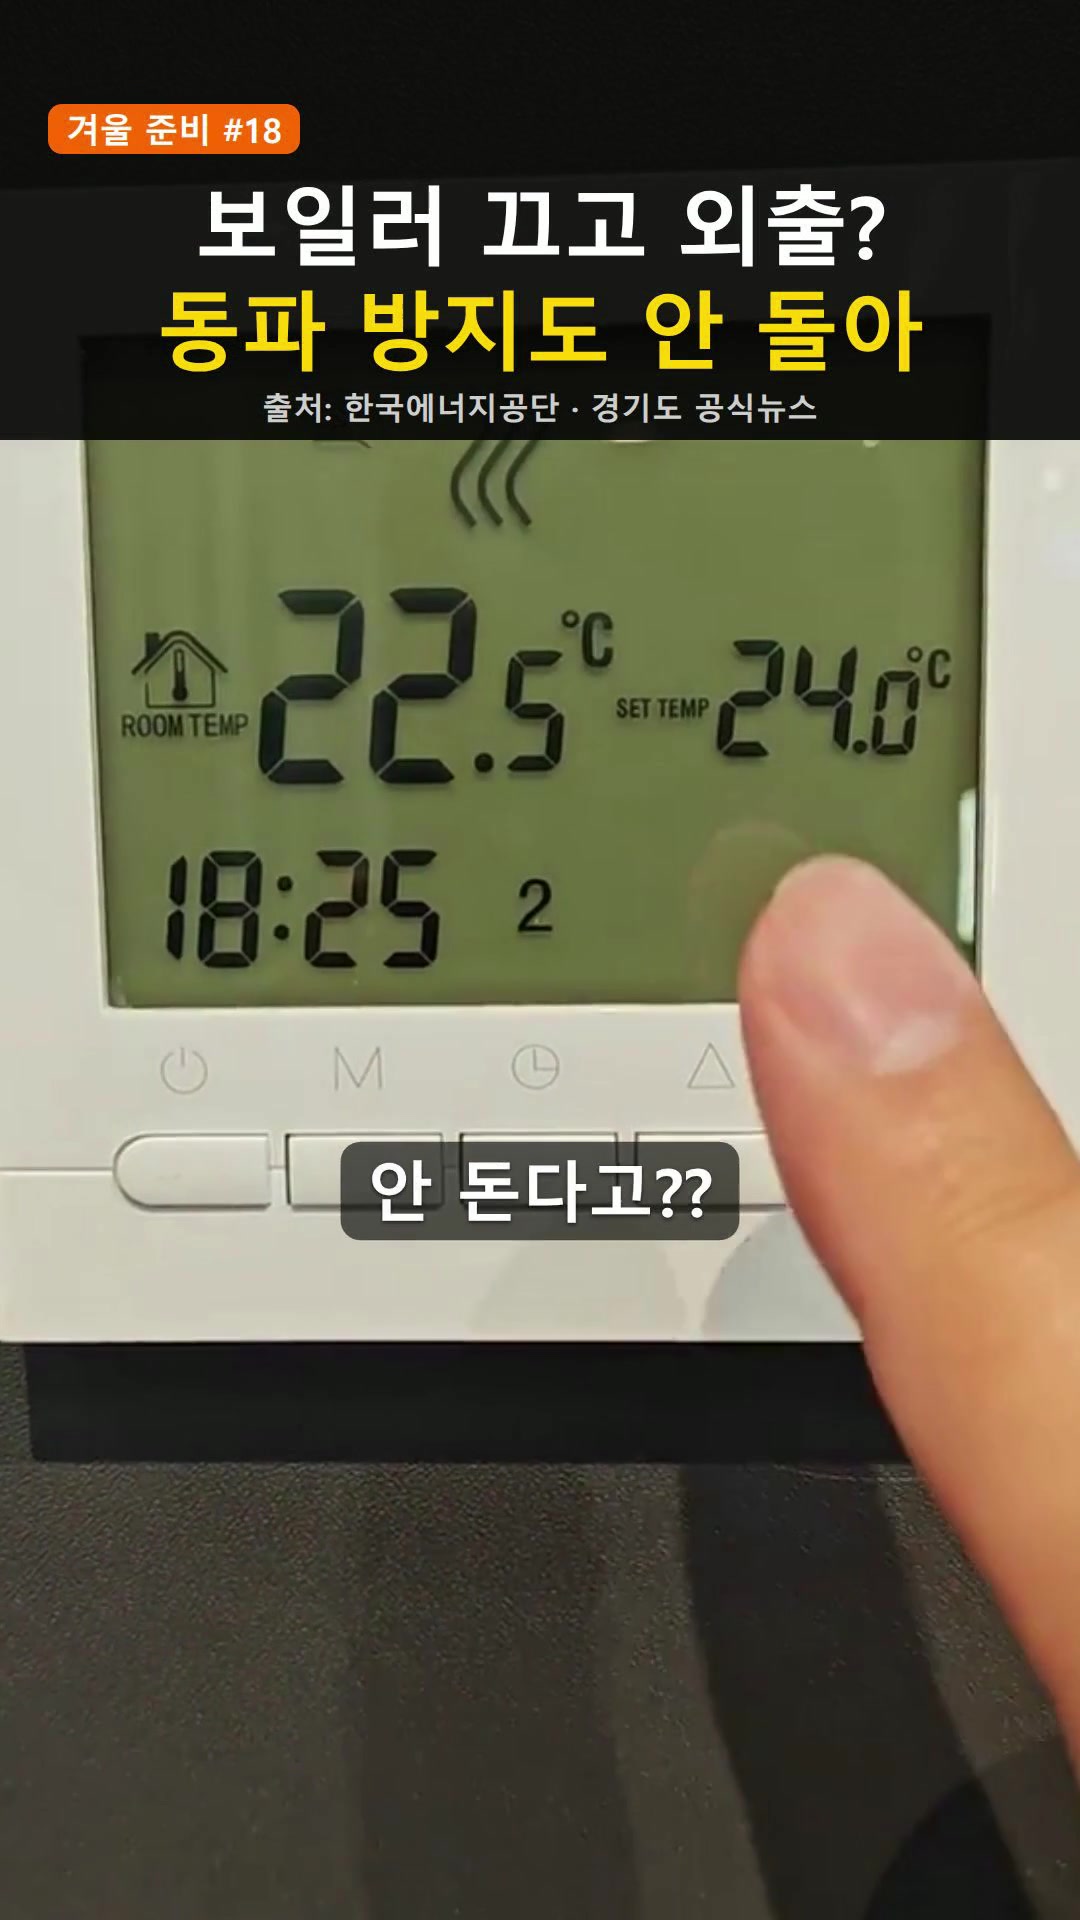 겨울 준비 #18
보일러 끄고 외출?
동파 방지도 안 돌아
출처: 한국에너지공단 · 경기도 공식뉴스
ROOM TEMP 22.5°C SET TEMP 24.0°C
18:25 2
M
안 돈다고??